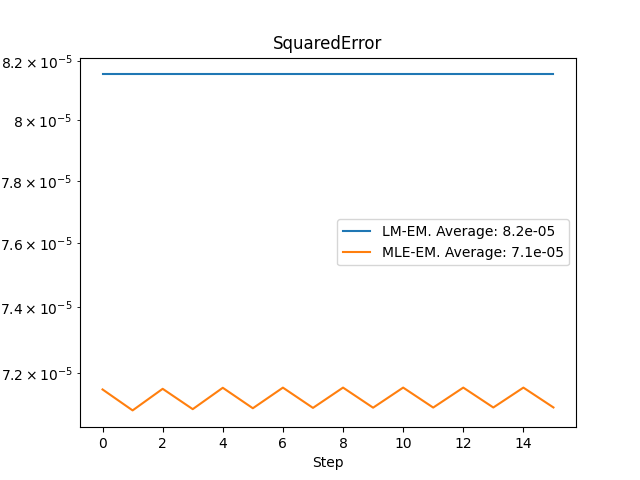 SquaredError
8.2 × 10⁻⁵
8 × 10⁻⁵
7.8 × 10⁻⁵
7.6 × 10⁻⁵
7.4 × 10⁻⁵
7.2 × 10⁻⁵
LM-EM. Average: 8.2e-05
MLE-EM. Average: 7.1e-05
0 2 4 6 8 10 12 14
Step